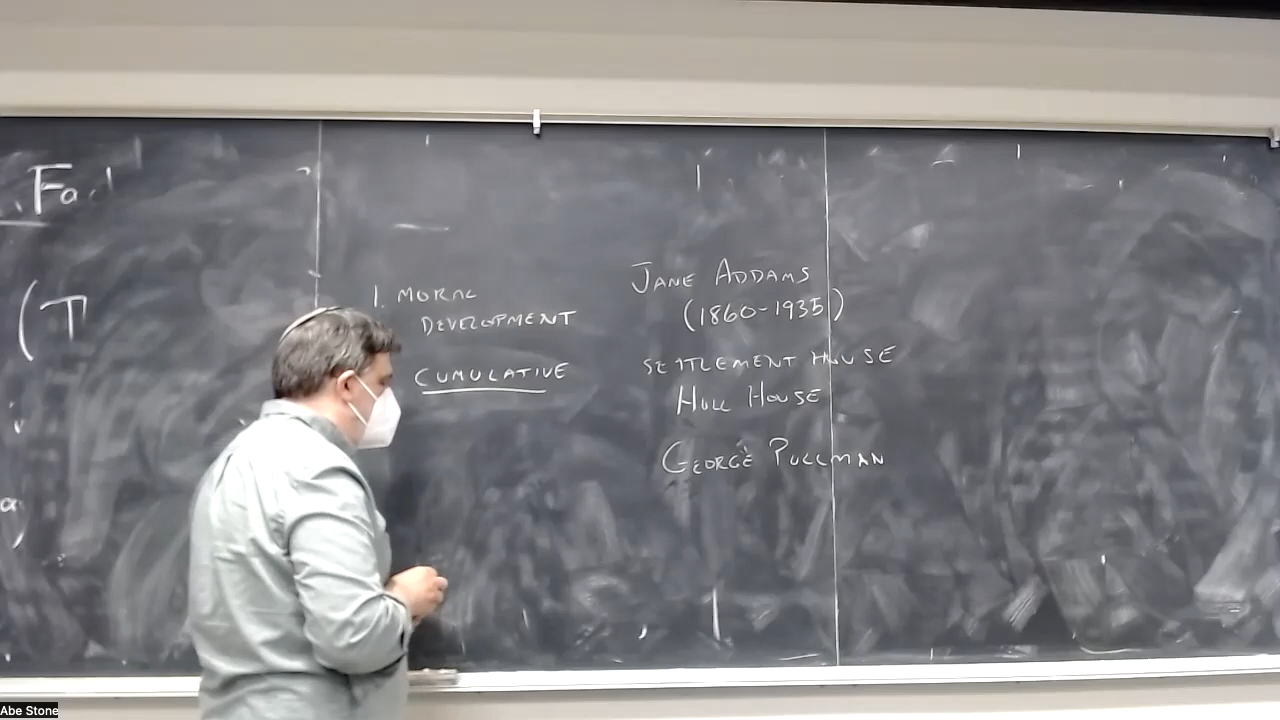 Fa
(T
1. MORAL
DEVELOPMENT
CUMULATIVE
JANE ADDAMS
(1860-1935)
SETTLEMENT HOUSE
HULL HOUSE
GEORGE PULLMAN
Abe Stone